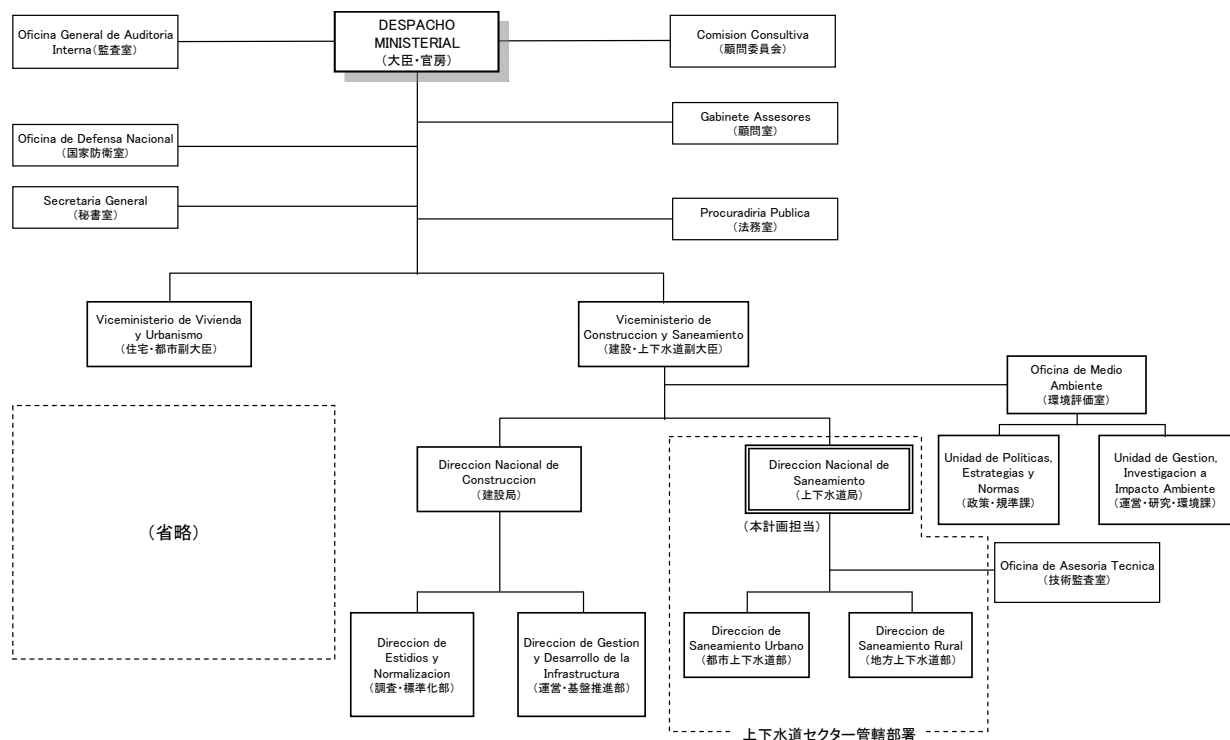 Oficina General de Auditoria
Interna（監査室）
DESPACHO
MINISTERIAL
（大臣・官房）
Comision Consultiva
（顧問委員会）
Gabinete Assesores
（顧問室）
Oficina de Defensa Nacional
（国家防衛室）
Secretaria General
（秘書室）
Procuradiria Publica
（法務室）
Viceministerio de Vivienda
y Urbanismo
（住宅・都市副大臣）
Viceministerio de
Construccion y Saneamiento
（建設・上下水道副大臣）
Oficina de Medio
Ambiente
（環境評価室）
Direccion Nacional de
Construccion
（建設局）
Direccion Nacional de
Saneamiento
（上下水道局）
Unidad de Politicas,
Estrategias y
Normas
（政策・規準課）
Unidad de Gestion,
Investigacion a
Impacto Ambiente
（運営・研究・環境課）
（省略）
（本計画担当）
Oficina de Asesoria Tecnica
（技術監査室）
Direccion de
Estidios y
Normalizacion
（調査・標準化部）
Direccion de Gestion
y Desarrollo de la
Infrastructura
（運営・基盤推進部）
Direccion de
Saneamiento Urbano
（都市上下水道部）
Direccion de
Saneamiento Rural
（地方上下水道部）
上下水道セクター管轄部署